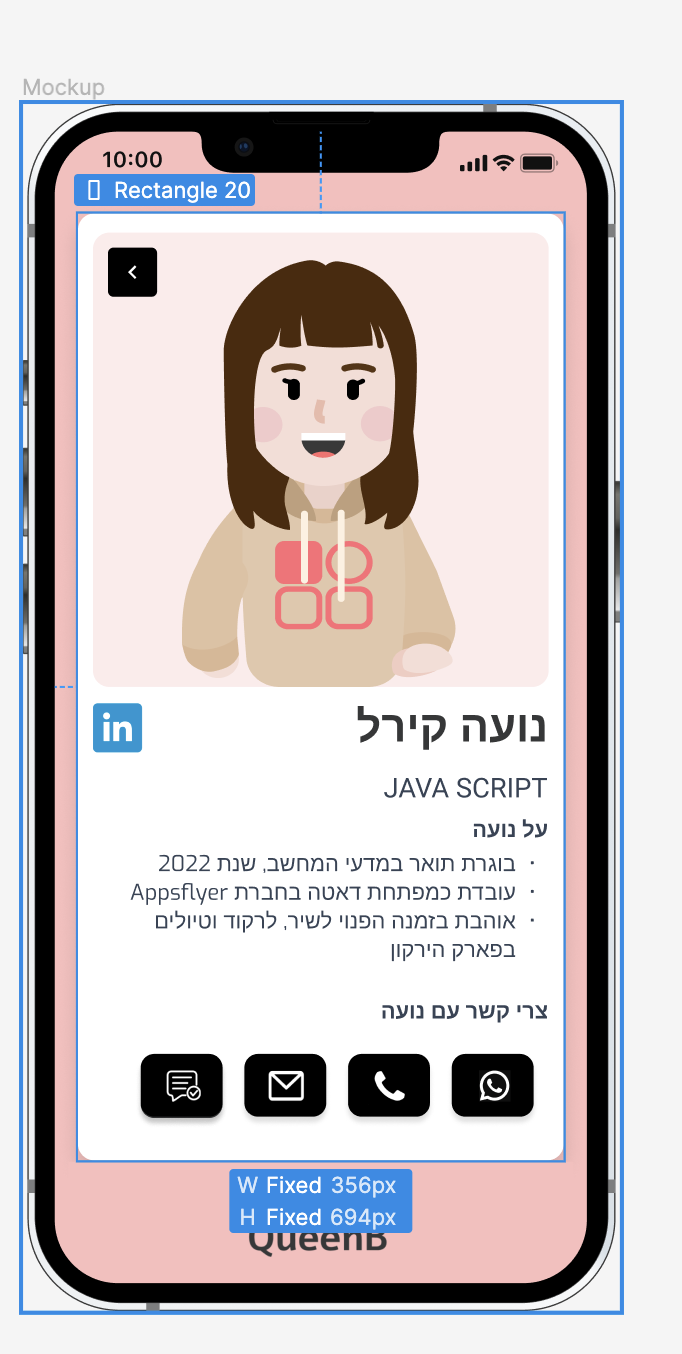 Mockup
10:00
Rectangle 20
in
נועה קירל
JAVA SCRIPT
על נועה
· בוגרת תואר במדעי המחשב, שנת 2022
· עובדת כמפתחת דאטה בחברת Appsflyer
· אוהבת בזמנה הפנוי לשיר, לרקוד וטיולים
בפארק הירקון
צרי קשר עם נועה
W Fixed 356px
H Fixed 694px
QueenB